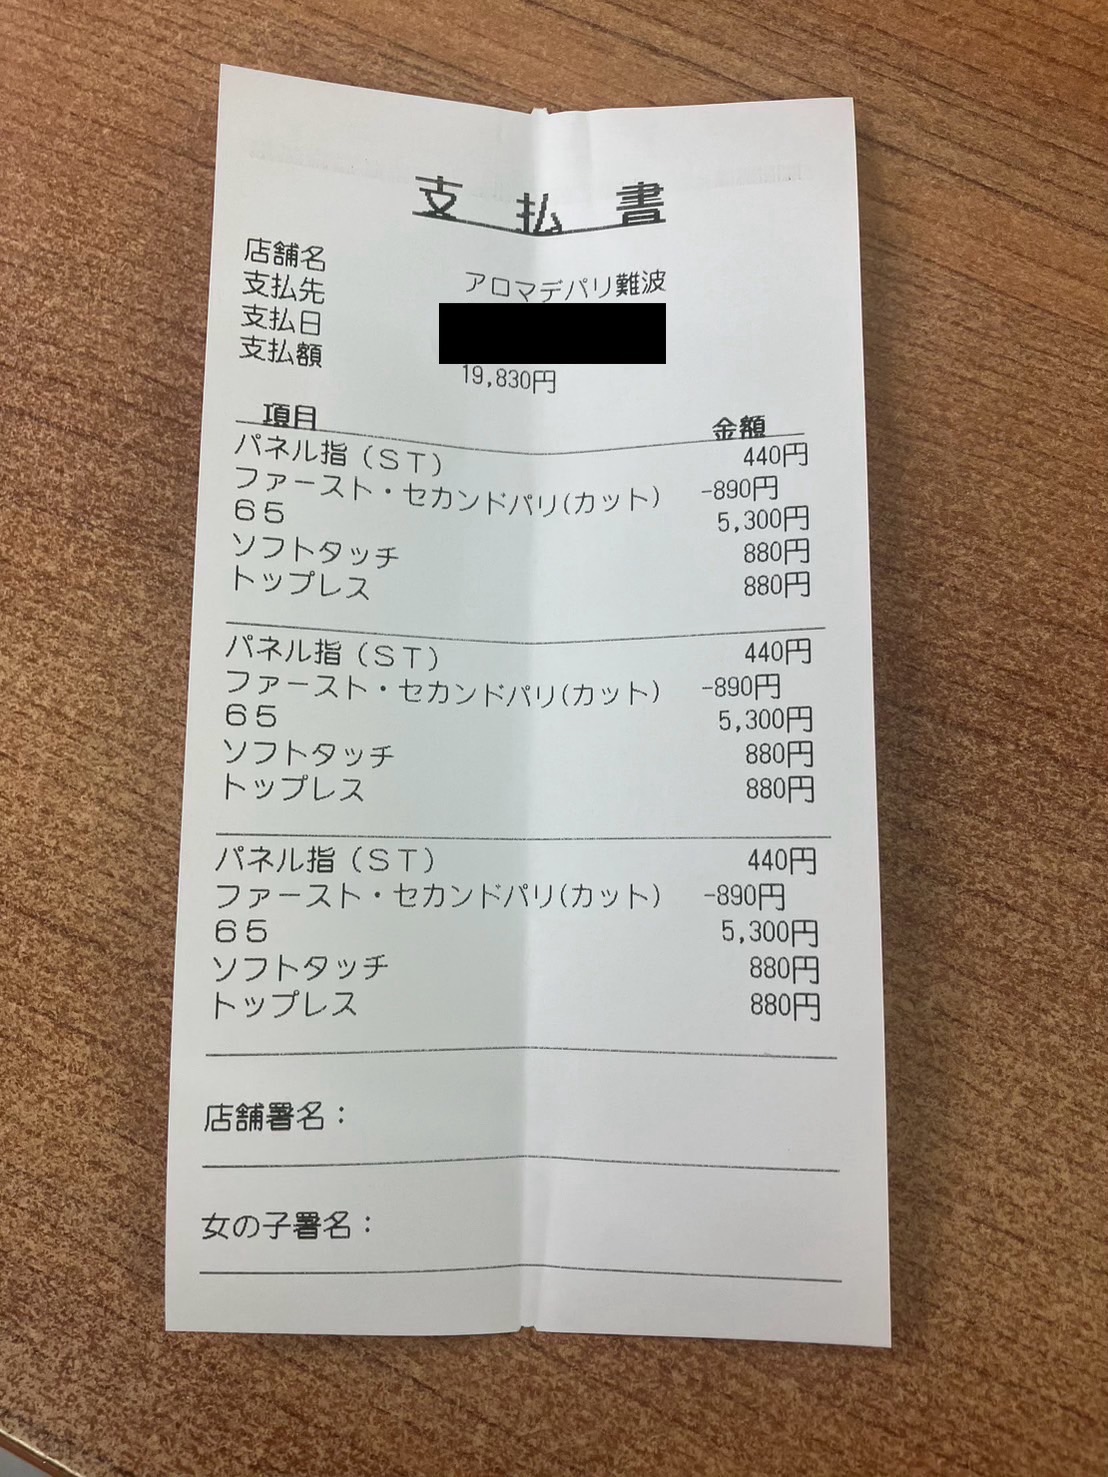 支払書
店舗名 アロマデパリ難波
支払先
支払日
支払額 19,830円
項目 金額
パネル指(ST) 440円
ファースト・セカンドパリ(カット) -890円
65 5,300円
ソフトタッチ 880円
トップレス 880円
パネル指(ST) 440円
ファースト・セカンドパリ(カット) -890円
65 5,300円
ソフトタッチ 880円
トップレス 880円
パネル指(ST) 440円
ファースト・セカンドパリ(カット) -890円
65 5,300円
ソフトタッチ 880円
トップレス 880円
店舗署名:
女の子署名: